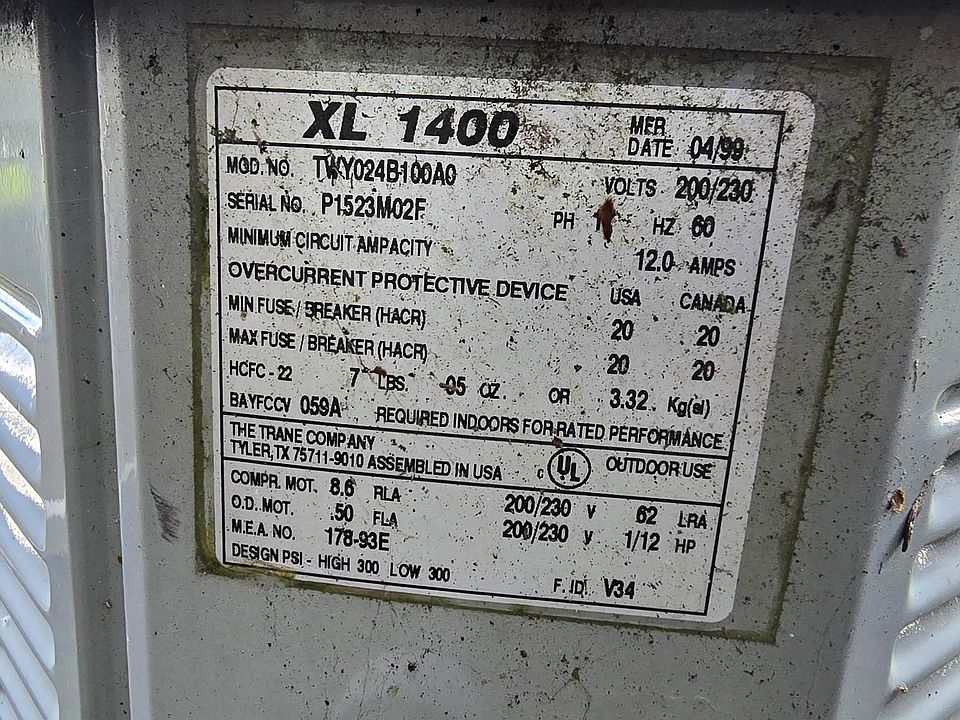 XL 1400
MFR DATE 04/99
MOD. NO. TWY024B100A0 VOLTS 200/230
SERIAL NO. P1523M02F PH HZ 60
MINIMUM CIRCUIT AMPACITY 12.0 AMPS
OVERCURRENT PROTECTIVE DEVICE USA CANADA
MIN FUSE / BREAKER (HACR) 20 20
MAX FUSE / BREAKER (HACR) 20 20
HCFC - 22 7 LBS. 05 OZ. OR 3.32 Kg(si)
BAYFCCV 059A REQUIRED INDOORS FOR RATED PERFORMANCE
THE TRANE COMPANY
TYLER, TX 75711-9010 ASSEMBLED IN USA C UL OUTDOOR USE
COMPR. MOT. 8.6 RLA 200/230 V 62 LRA
O.D. MOT. .50 FLA 200/230 V 1/12 HP
M.E.A. NO. 178-93E
DESIGN PSI - HIGH 300 LOW 300 F. ID. V34